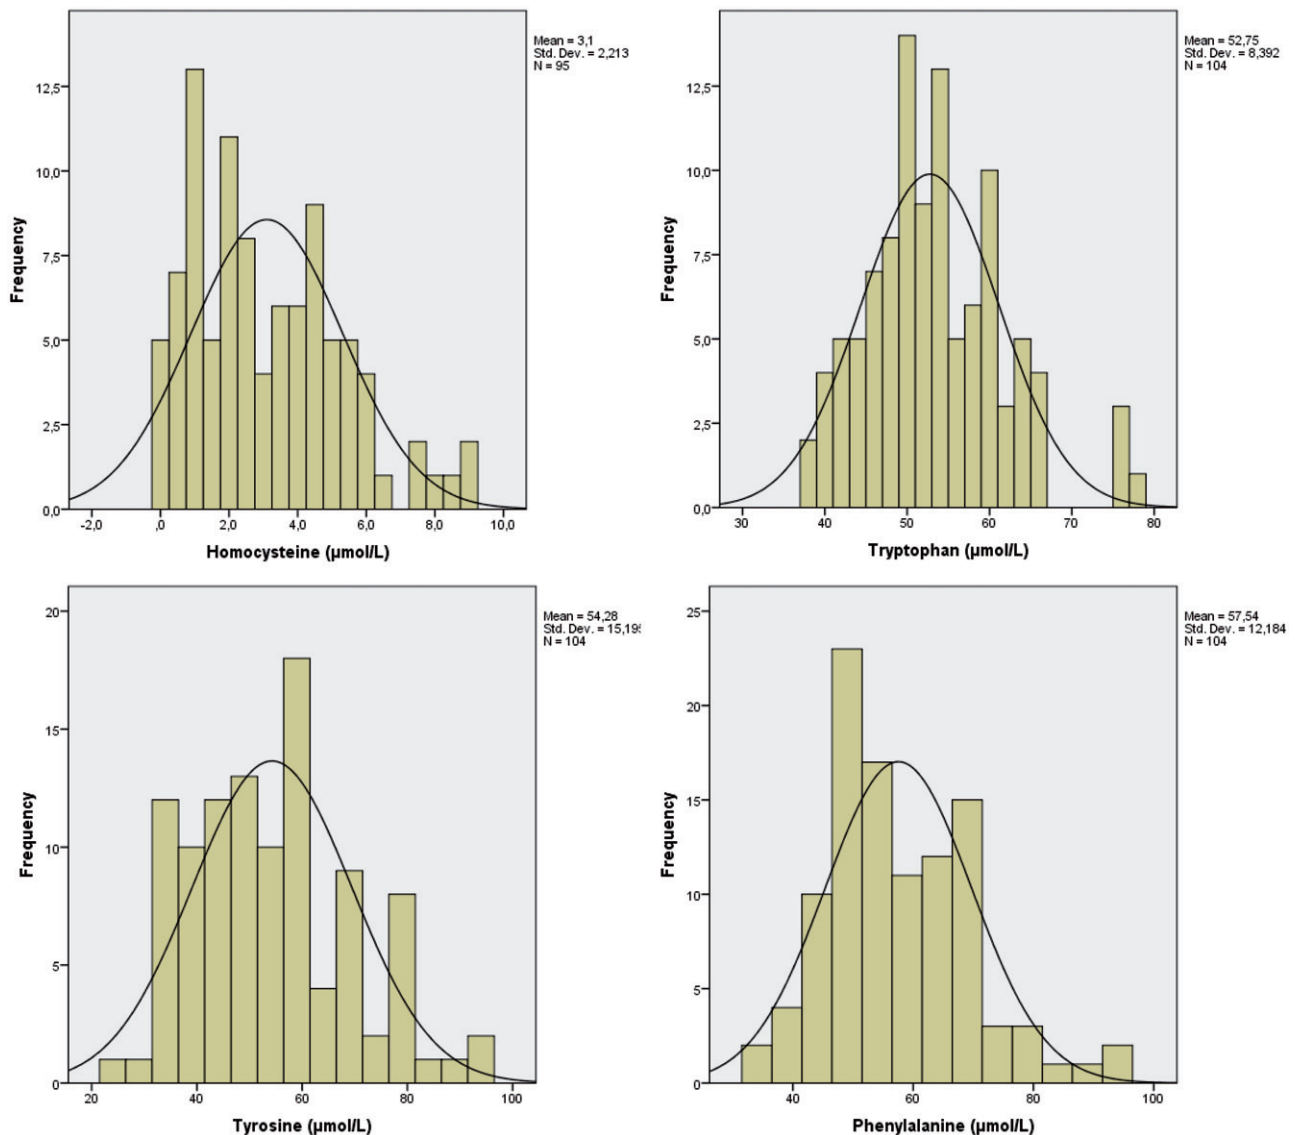 Mean = 3,1
Std. Dev. = 2,213
N = 95
12,5
10,0
7,5
5,0
2,5
0,0
Frequency
-2,0 ,0 2,0 4,0 6,0 8,0 10,0
Homocysteine (µmol/L)
Mean = 52,75
Std. Dev. = 8,392
N = 104
12,5
10,0
7,5
5,0
2,5
0,0
Frequency
30 40 50 60 70 80
Tryptophan (µmol/L)
Mean = 54,28
Std. Dev. = 15,19
N = 104
20
15
10
5
0
Frequency
20 40 60 80 100
Tyrosine (µmol/L)
Mean = 57,54
Std. Dev. = 12,184
N = 104
25
20
15
10
5
0
Frequency
40 60 80 100
Phenylalanine (µmol/L)